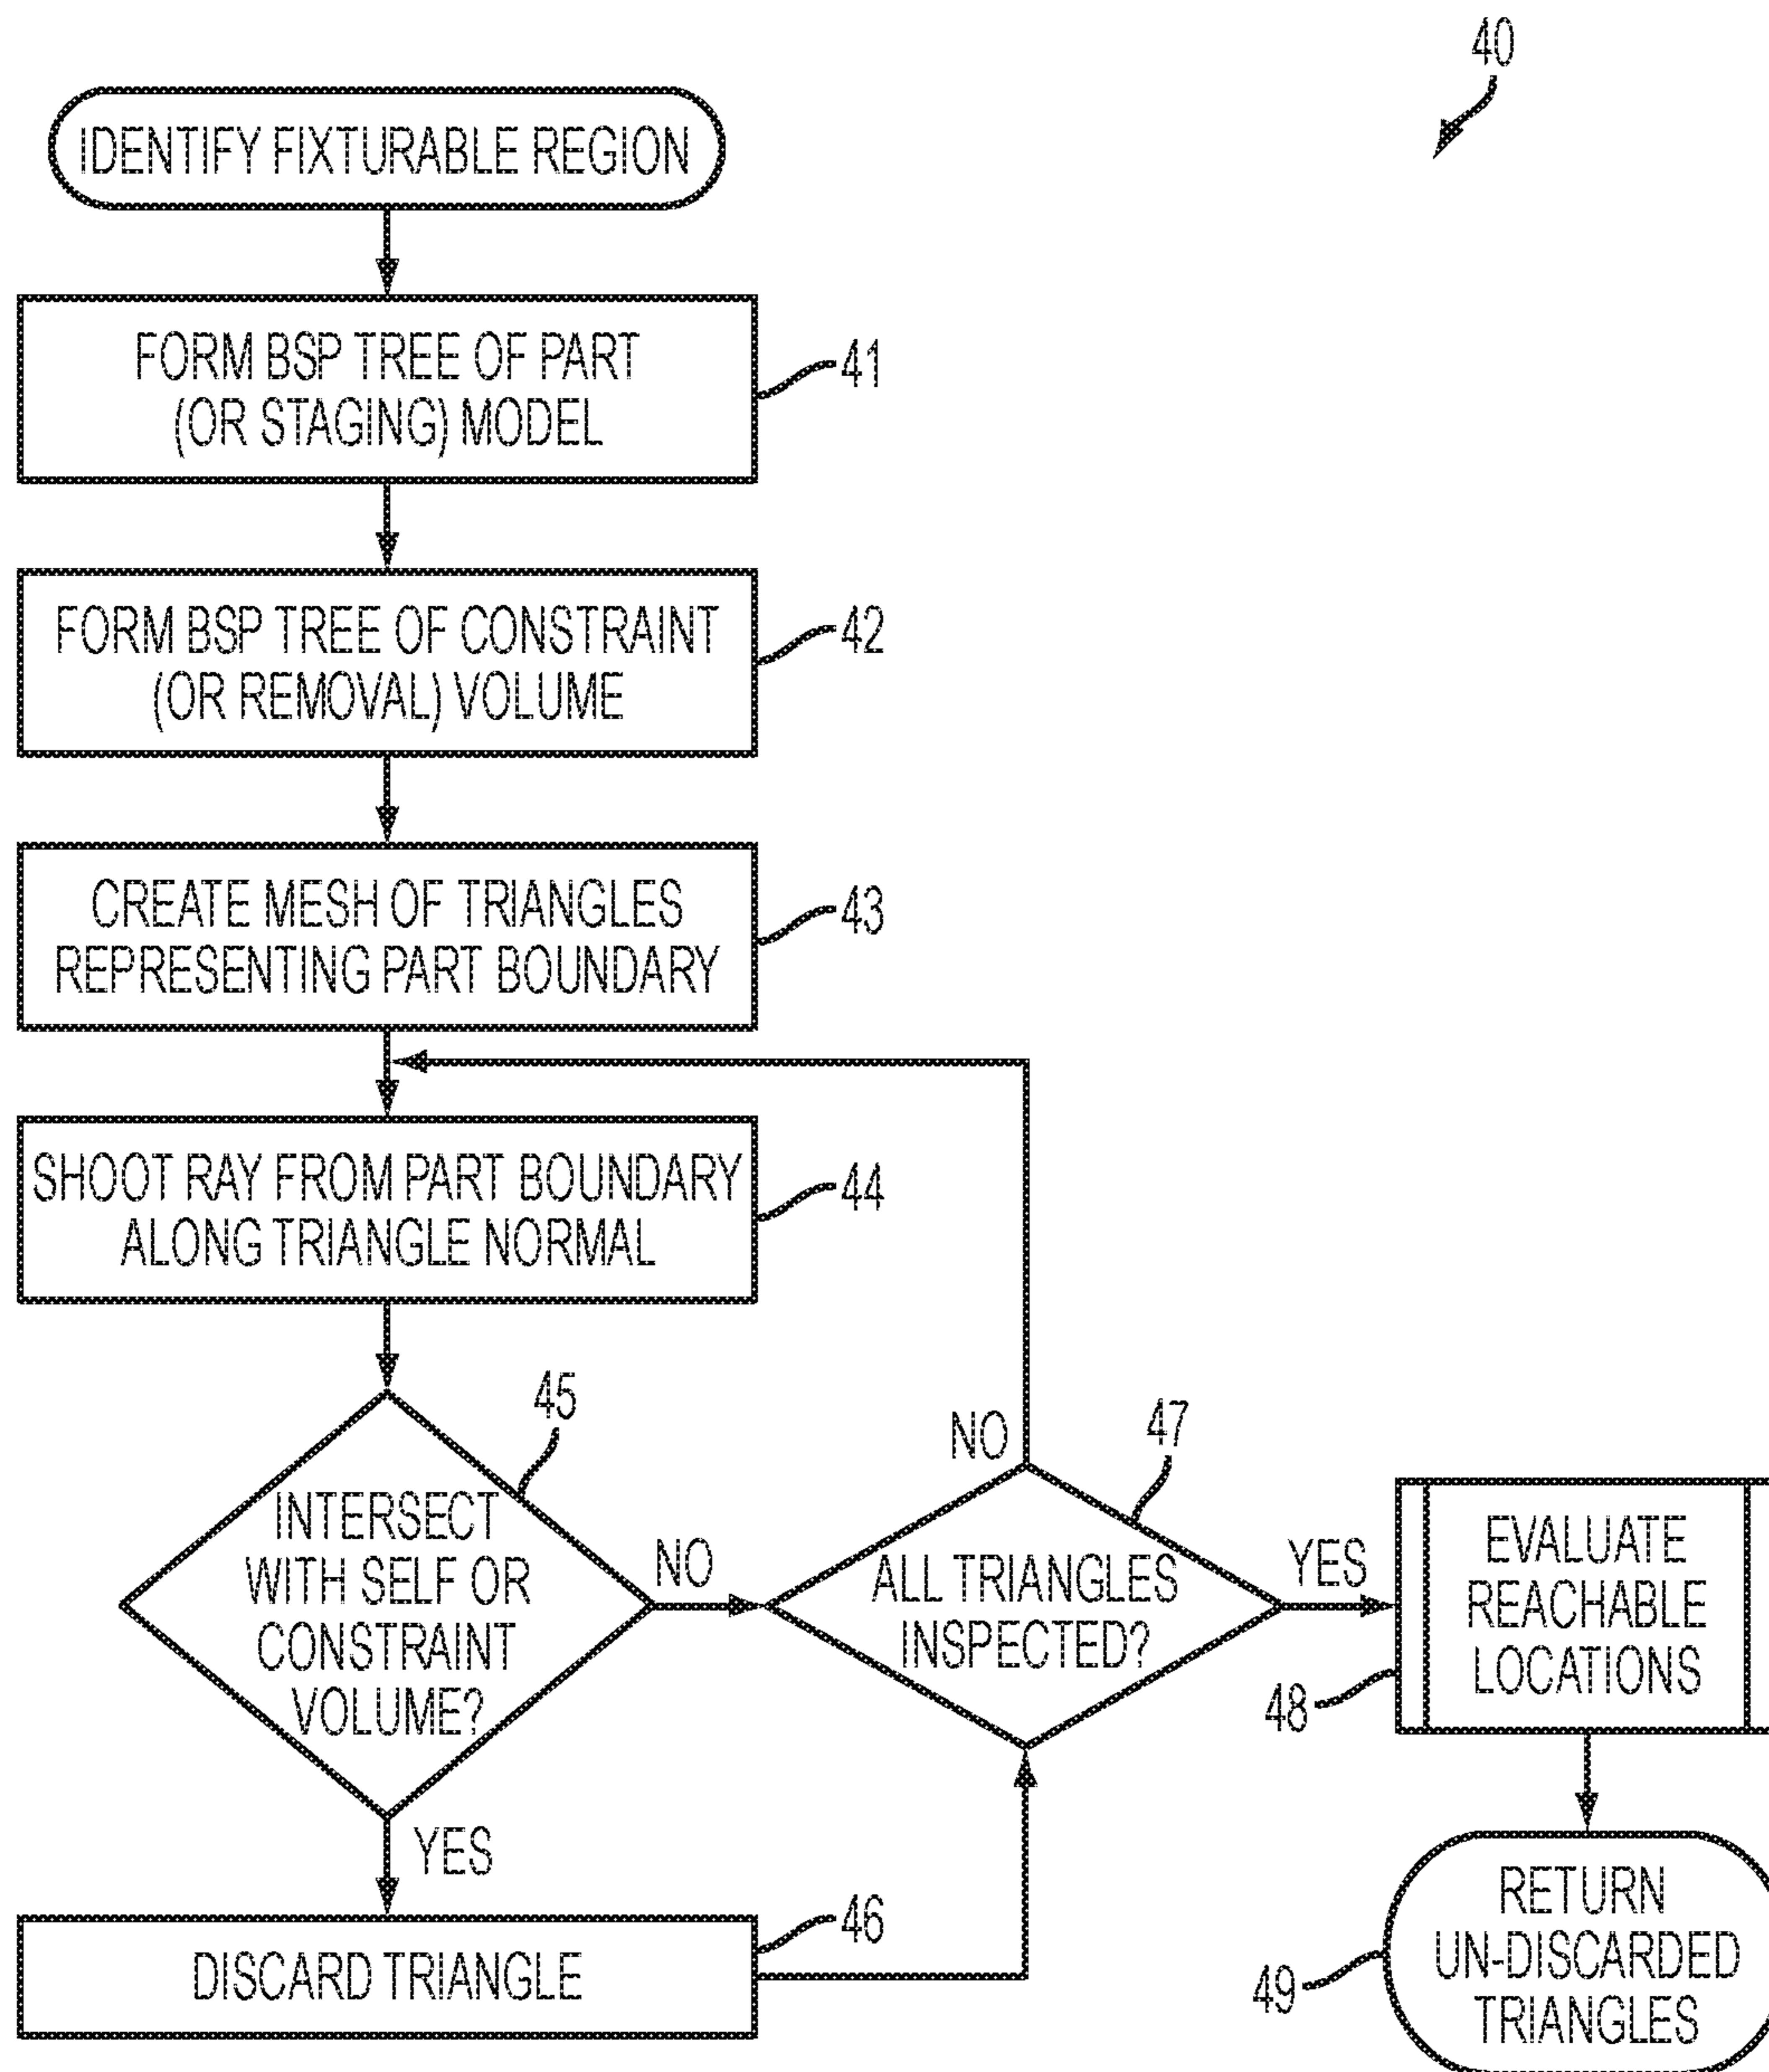 40
IDENTIFY FIXTURABLE REGION
FORM BSP TREE OF PART
(OR STAGING) MODEL
41
FORM BSP TREE OF CONSTRAINT
(OR REMOVAL) VOLUME
42
CREATE MESH OF TRIANGLES
REPRESENTING PART BOUNDARY
43
SHOOT RAY FROM PART BOUNDARY
ALONG TRIANGLE NORMAL
44
INTERSECT
WITH SELF OR
CONSTRAINT
VOLUME?
45
NO
YES
DISCARD TRIANGLE
46
ALL TRIANGLES
INSPECTED?
47
NO
YES
EVALUATE
REACHABLE
LOCATIONS
48
RETURN
UN-DISCARDED
TRIANGLES
49